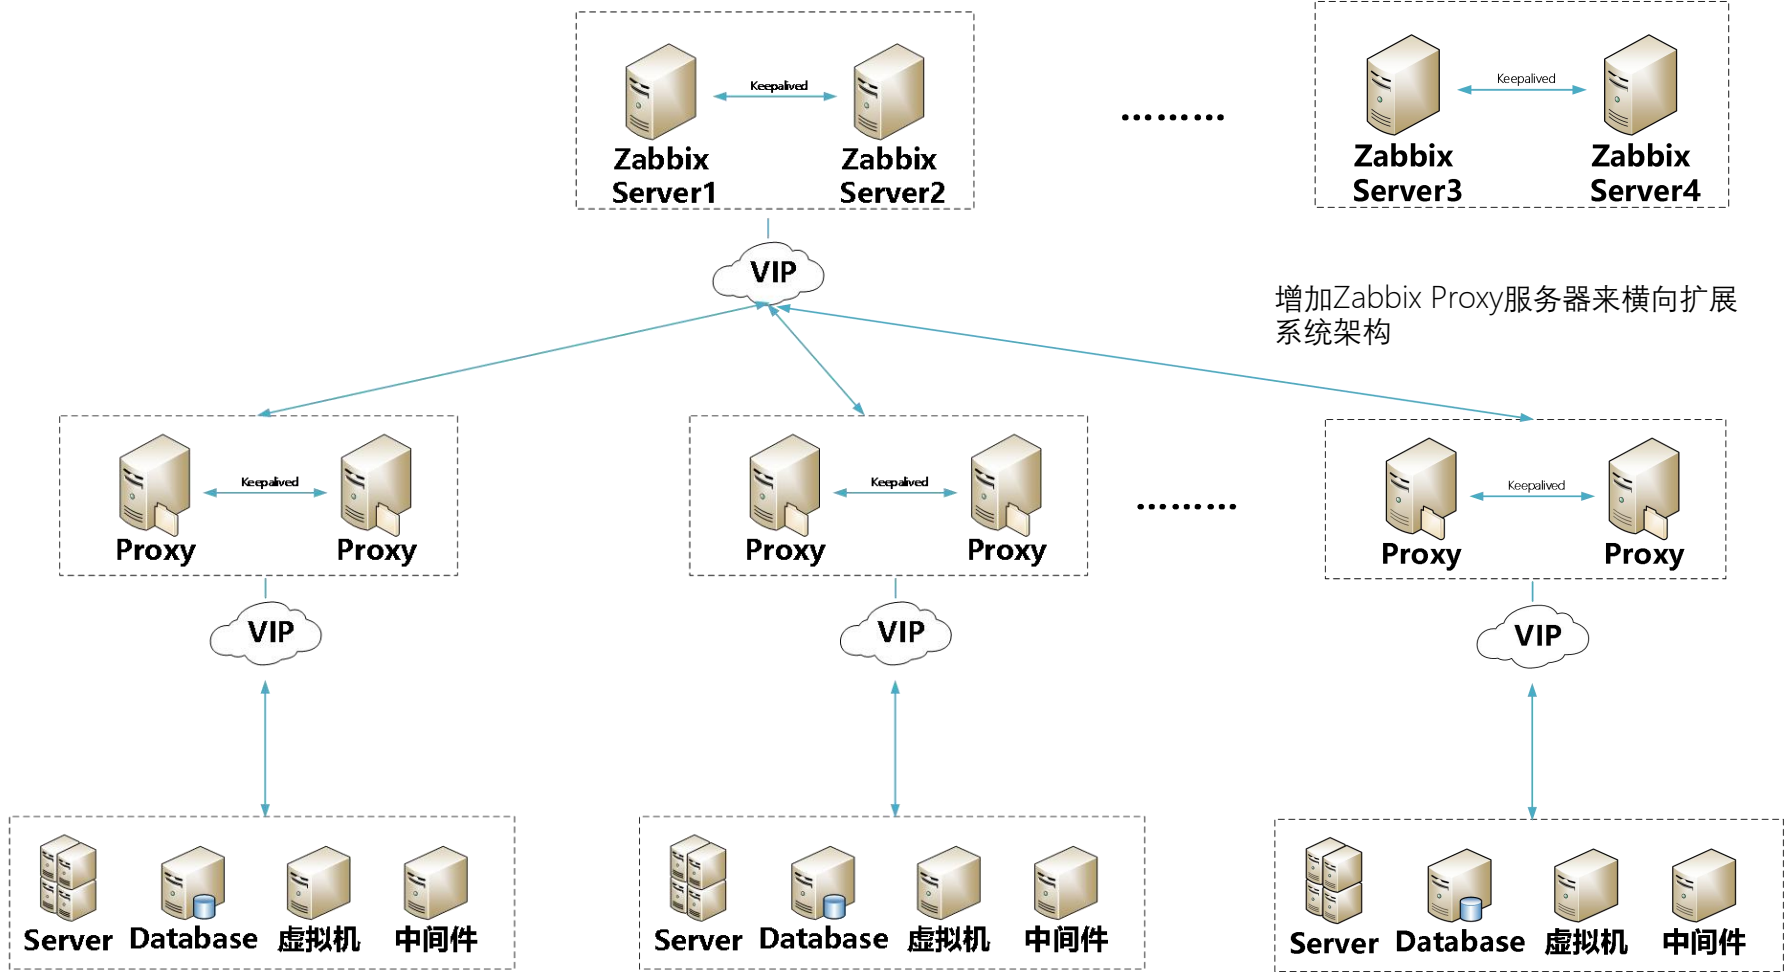 Keepalived
Zabbix
Server1
Zabbix
Server2
………
Keepalived
Zabbix
Server3
Zabbix
Server4
VIP
增加Zabbix Proxy服务器来横向扩展
系统架构
Keepalived
Proxy
Proxy
Keepalived
Proxy
Proxy
………
Keepalived
Proxy
Proxy
VIP
VIP
VIP
Server
Database
虚拟机
中间件
Server
Database
虚拟机
中间件
Server
Database
虚拟机
中间件